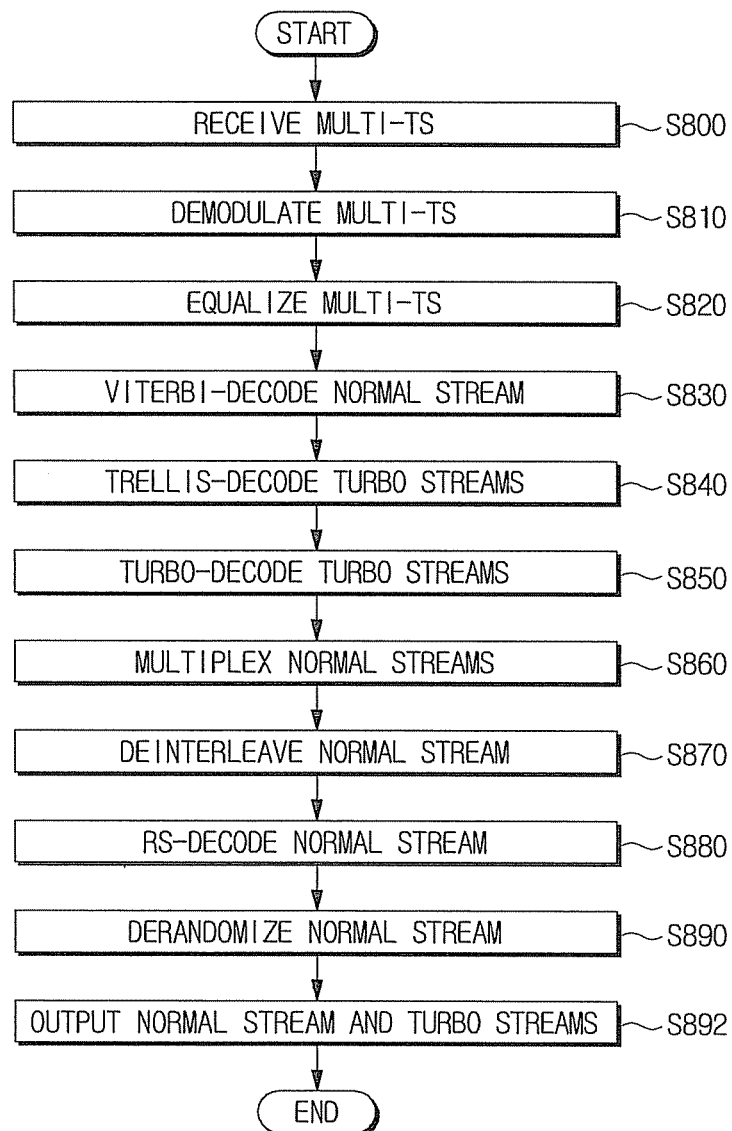 START
RECEIVE MULTI-TS S800
DEMODULATE MULTI-TS S810
EQUALIZE MULTI-TS S820
VITERBI-DECODE NORMAL STREAM S830
TRELLIS-DECODE TURBO STREAMS S840
TURBO-DECODE TURBO STREAMS S850
MULTIPLEX NORMAL STREAMS S860
DEINTERLEAVE NORMAL STREAM S870
RS-DECODE NORMAL STREAM S880
DERANDOMIZE NORMAL STREAM S890
OUTPUT NORMAL STREAM AND TURBO STREAMS S892
END